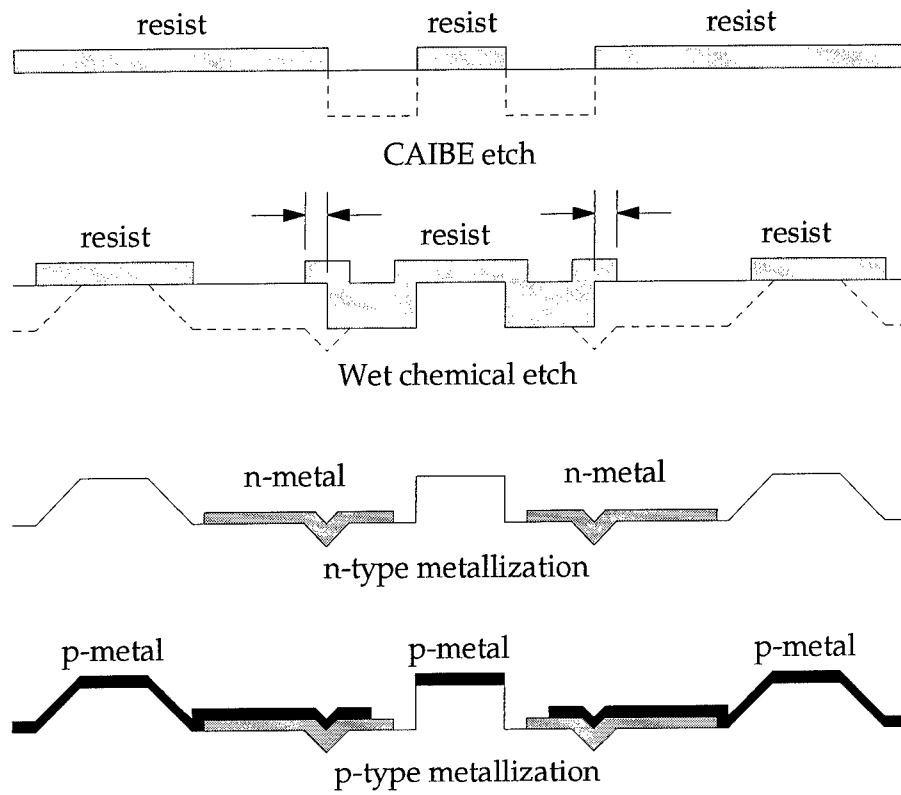 resist resist resist
CAIBE etch
resist resist resist
Wet chemical etch
n-metal n-metal
n-type metallization
p-metal p-metal p-metal
p-type metallization